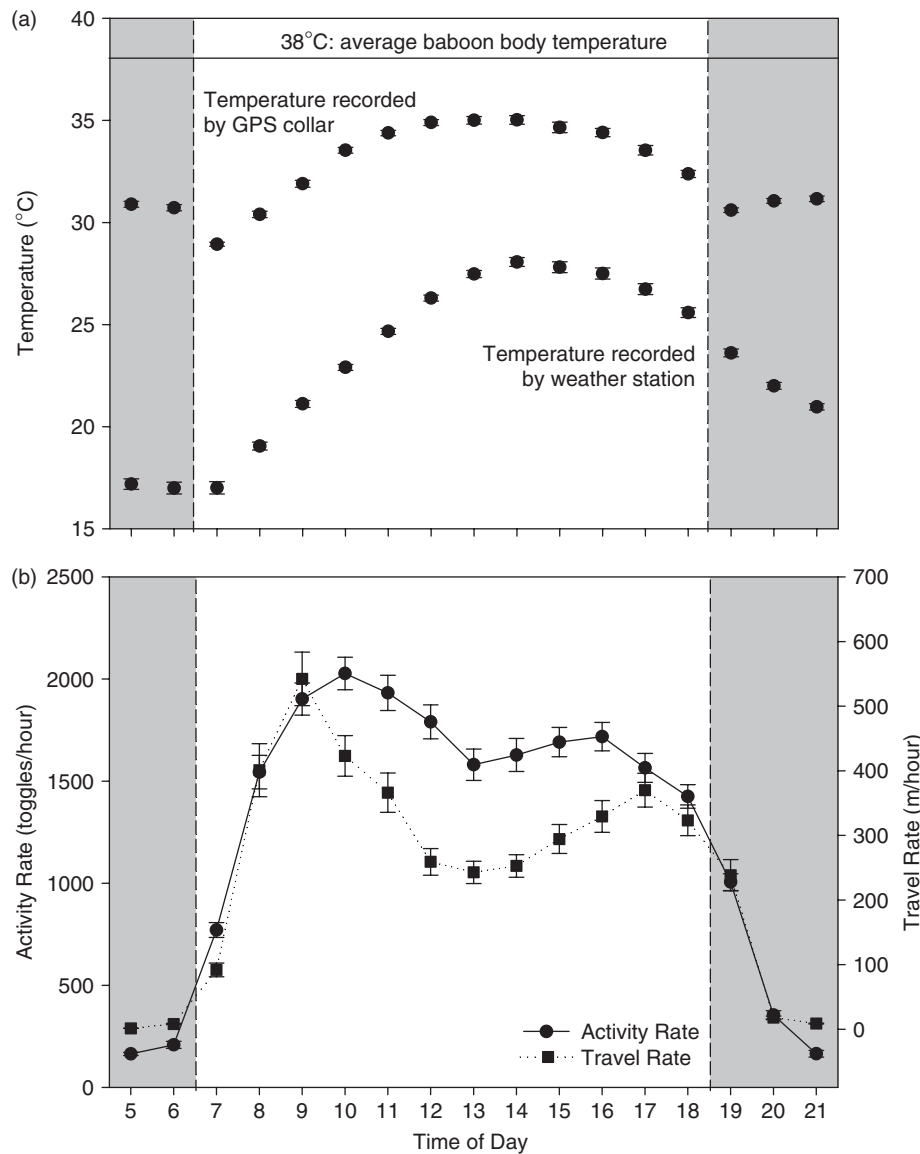 (a)
40
35
30
25
20
15
Temperature (°C)
38°C: average baboon body temperature
Temperature recorded
by GPS collar
Temperature recorded
by weather station
(b)
2500
2000
1500
1000
500
0
Activity Rate (toggles/hour)
700
600
500
400
300
200
100
0
Travel Rate (m/hour)
Activity Rate
Travel Rate
5 6 7 8 9 10 11 12 13 14 15 16 17 18 19 20 21
Time of Day